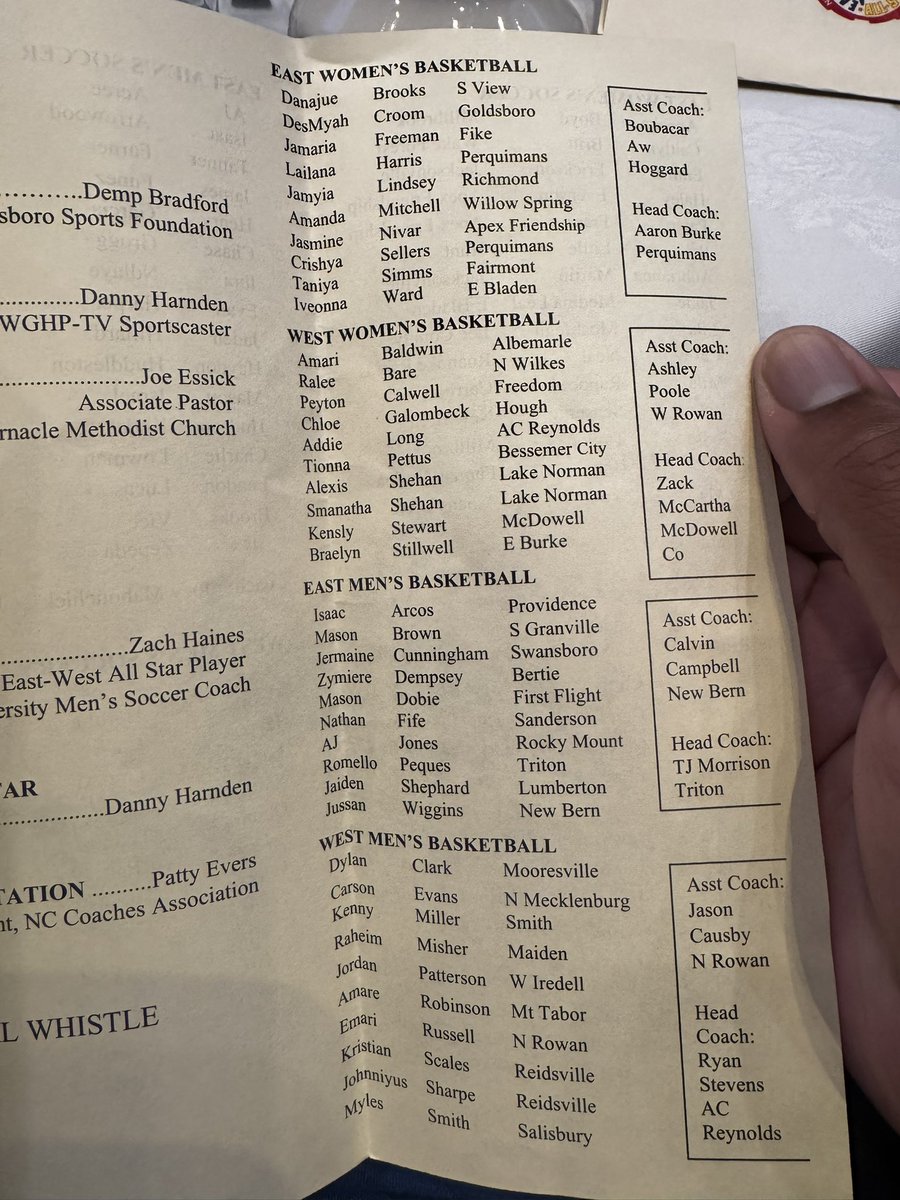 ..........Demp Bradford
sboro Sports Foundation
............Danny Harnden
WGHP-TV Sportscaster
......................Joe Essick
Associate Pastor
rnacle Methodist Church
....................Zach Haines
East-West All Star Player
ersity Men's Soccer Coach
TAR
................Danny Harnden
TATION ..........Patty Evers
nt, NC Coaches Association
L WHISTLE
EAST WOMEN'S BASKETBALL
Danajue Brooks S View
DesMyah Croom Goldsboro
Jamaria Freeman Fike
Lailana Harris Perquimans
Jamyia Lindsey Richmond
Amanda Mitchell Willow Spring
Jasmine Nivar Apex Friendship
Crishya Sellers Perquimans
Taniya Simms Fairmont
Iveonna Ward E Bladen
Asst Coach:
Boubacar
Aw
Hoggard
Head Coach:
Aaron Burke
Perquimans
WEST WOMEN'S BASKETBALL
Amari Baldwin Albemarle
Ralee Bare N Wilkes
Peyton Calwell Freedom
Chloe Galombeck Hough
Addie Long AC Reynolds
Tionna Pettus Bessemer City
Alexis Shehan Lake Norman
Smanatha Shehan Lake Norman
Kensly Stewart McDowell
Braelyn Stillwell E Burke
Asst Coach:
Ashley
Poole
W Rowan
Head Coach:
Zack
McCartha
McDowell
Co
EAST MEN'S BASKETBALL
Isaac Arcos Providence
Mason Brown S Granville
Jermaine Cunningham Swansboro
Zymiere Dempsey Bertie
Mason Dobie First Flight
Nathan Fife Sanderson
AJ Jones Rocky Mount
Romello Peques Triton
Jaiden Shephard Lumberton
Jussan Wiggins New Bern
Asst Coach:
Calvin
Campbell
New Bern
Head Coach:
TJ Morrison
Triton
WEST MEN'S BASKETBALL
Dylan Clark Mooresville
Carson Evans N Mecklenburg
Kenny Miller Smith
Raheim Misher Maiden
Jordan Patterson W Iredell
Amare Robinson Mt Tabor
Emari Russell N Rowan
Kristian Scales Reidsville
Johnniyus Sharpe Reidsville
Myles Smith Salisbury
Asst Coach:
Jason
Causby
N Rowan
Head
Coach:
Ryan
Stevens
AC
Reynolds